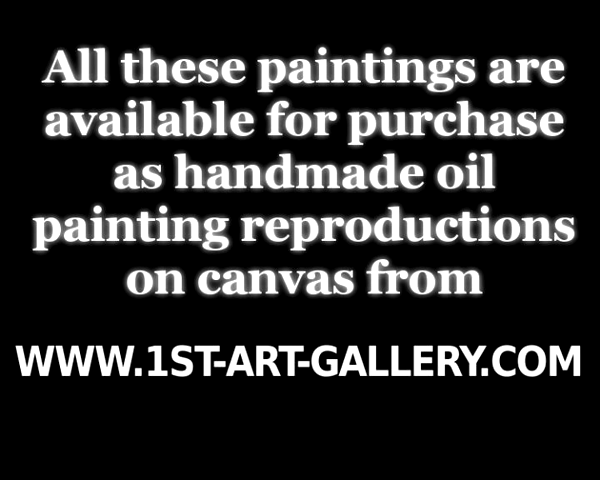 All these paintings are
available for purchase
as handmade oil
painting reproductions
on canvas from
WWW.1ST-ART-GALLERY.COM